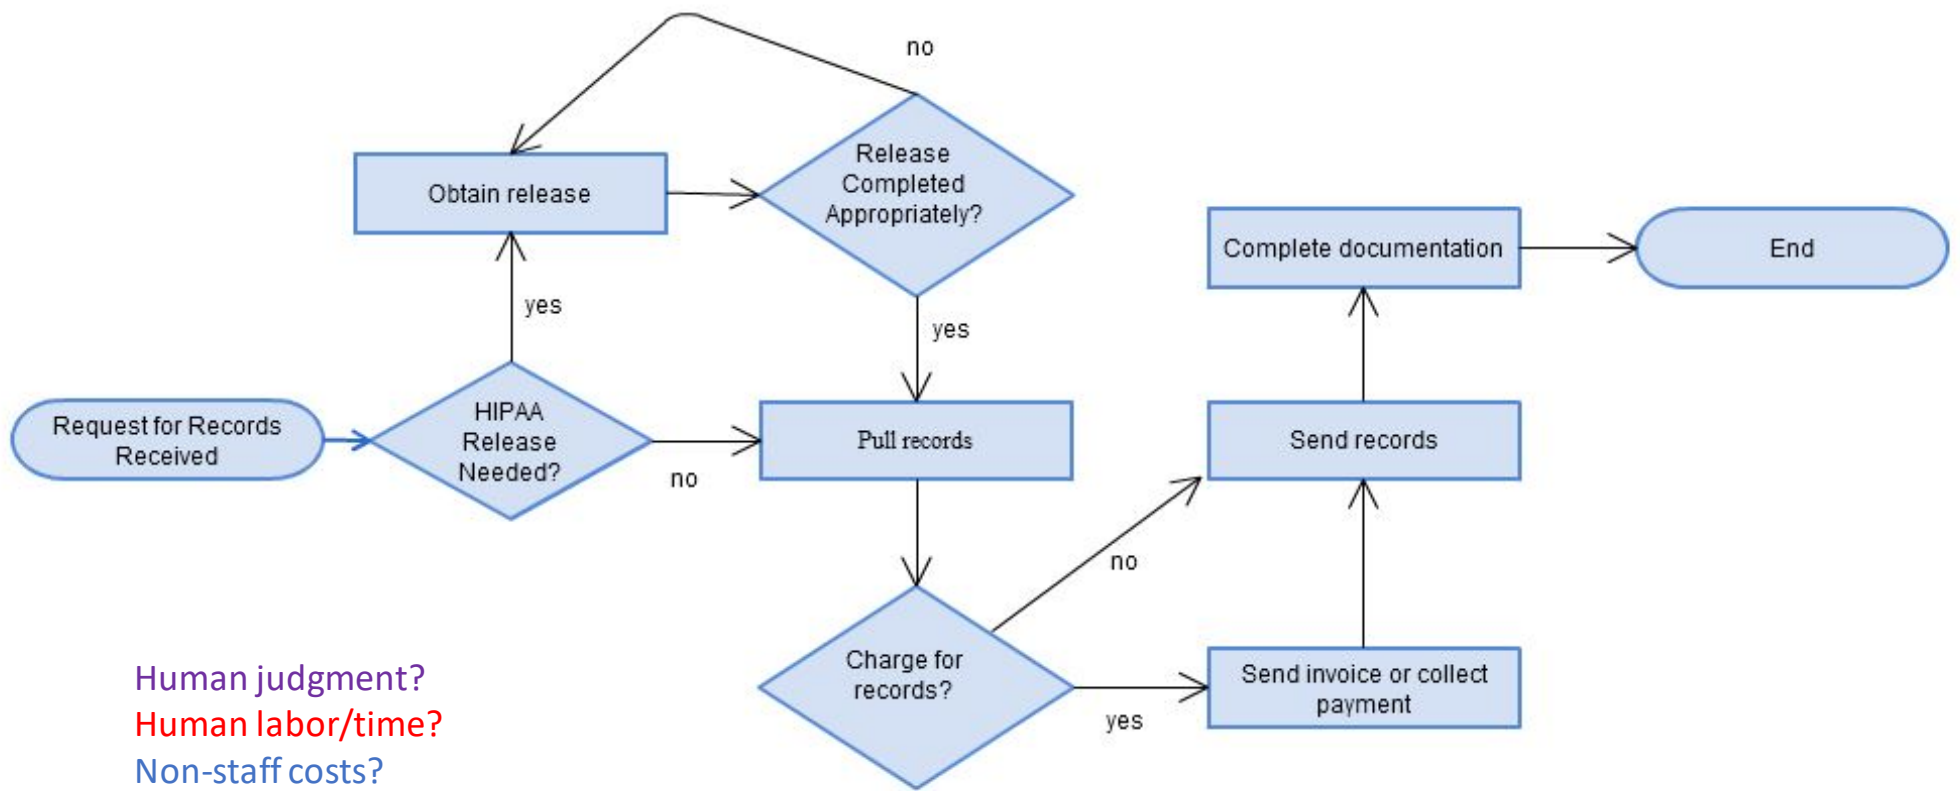 Request for Records
Received
HIPAA
Release
Needed?
yes
no
Obtain release
Release
Completed
Appropriately?
no
yes
Pull records
Charge for
records?
no
yes
Send invoice or collect
payment
Send records
Complete documentation
End
Human judgment?
Human labor/time?
Non-staff costs?